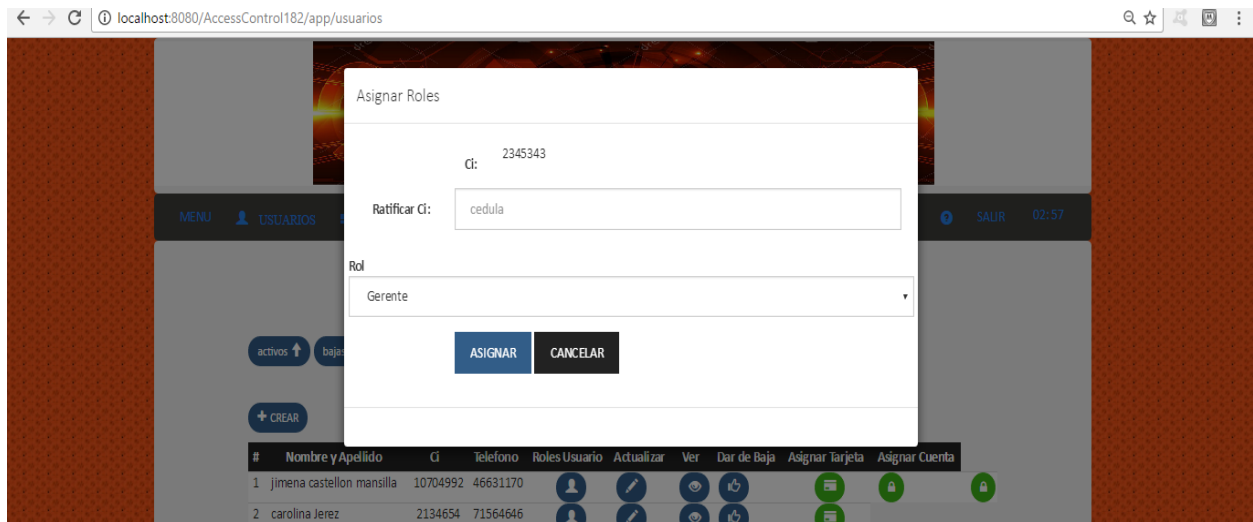 localhost:8080/AccessControl182/app/usuarios
Asignar Roles
Ci: 2345343
Ratificar Ci: cedula
MENU USUARIOS SALIR 02:57
Rol
Gerente
activos bajas
ASIGNAR CANCELAR
+ CREAR
# Nombre y Apellido Ci Telefono Roles Usuario Actualizar Ver Dar de Baja Asignar Tarjeta Asignar Cuenta
1 jimena castellon mansilla 10704992 46631170
2 carolina Jerez 2134654 71564646